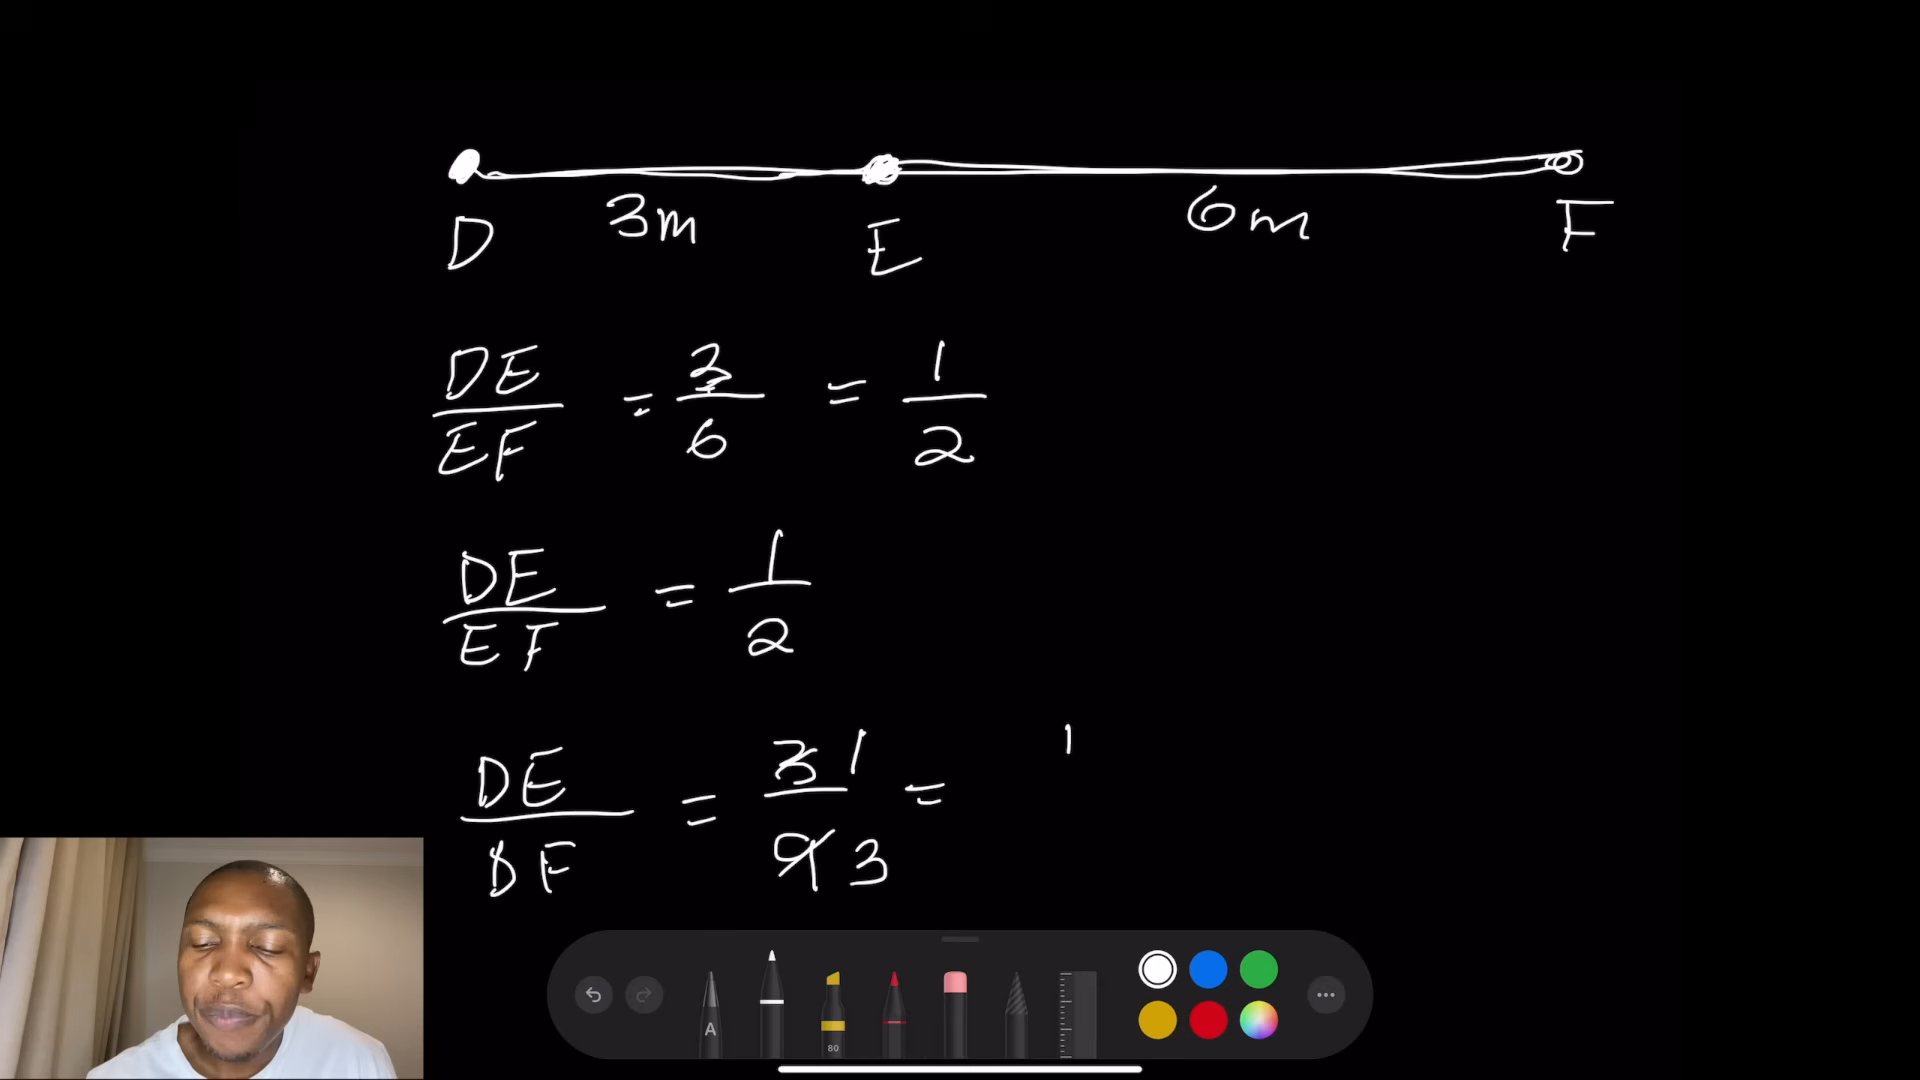 3m 6m
D E F
DE/EF = 3/6 = 1/2
DE/EF = 1/2
DE/DF = 3 1/9 3 = 1
A 80